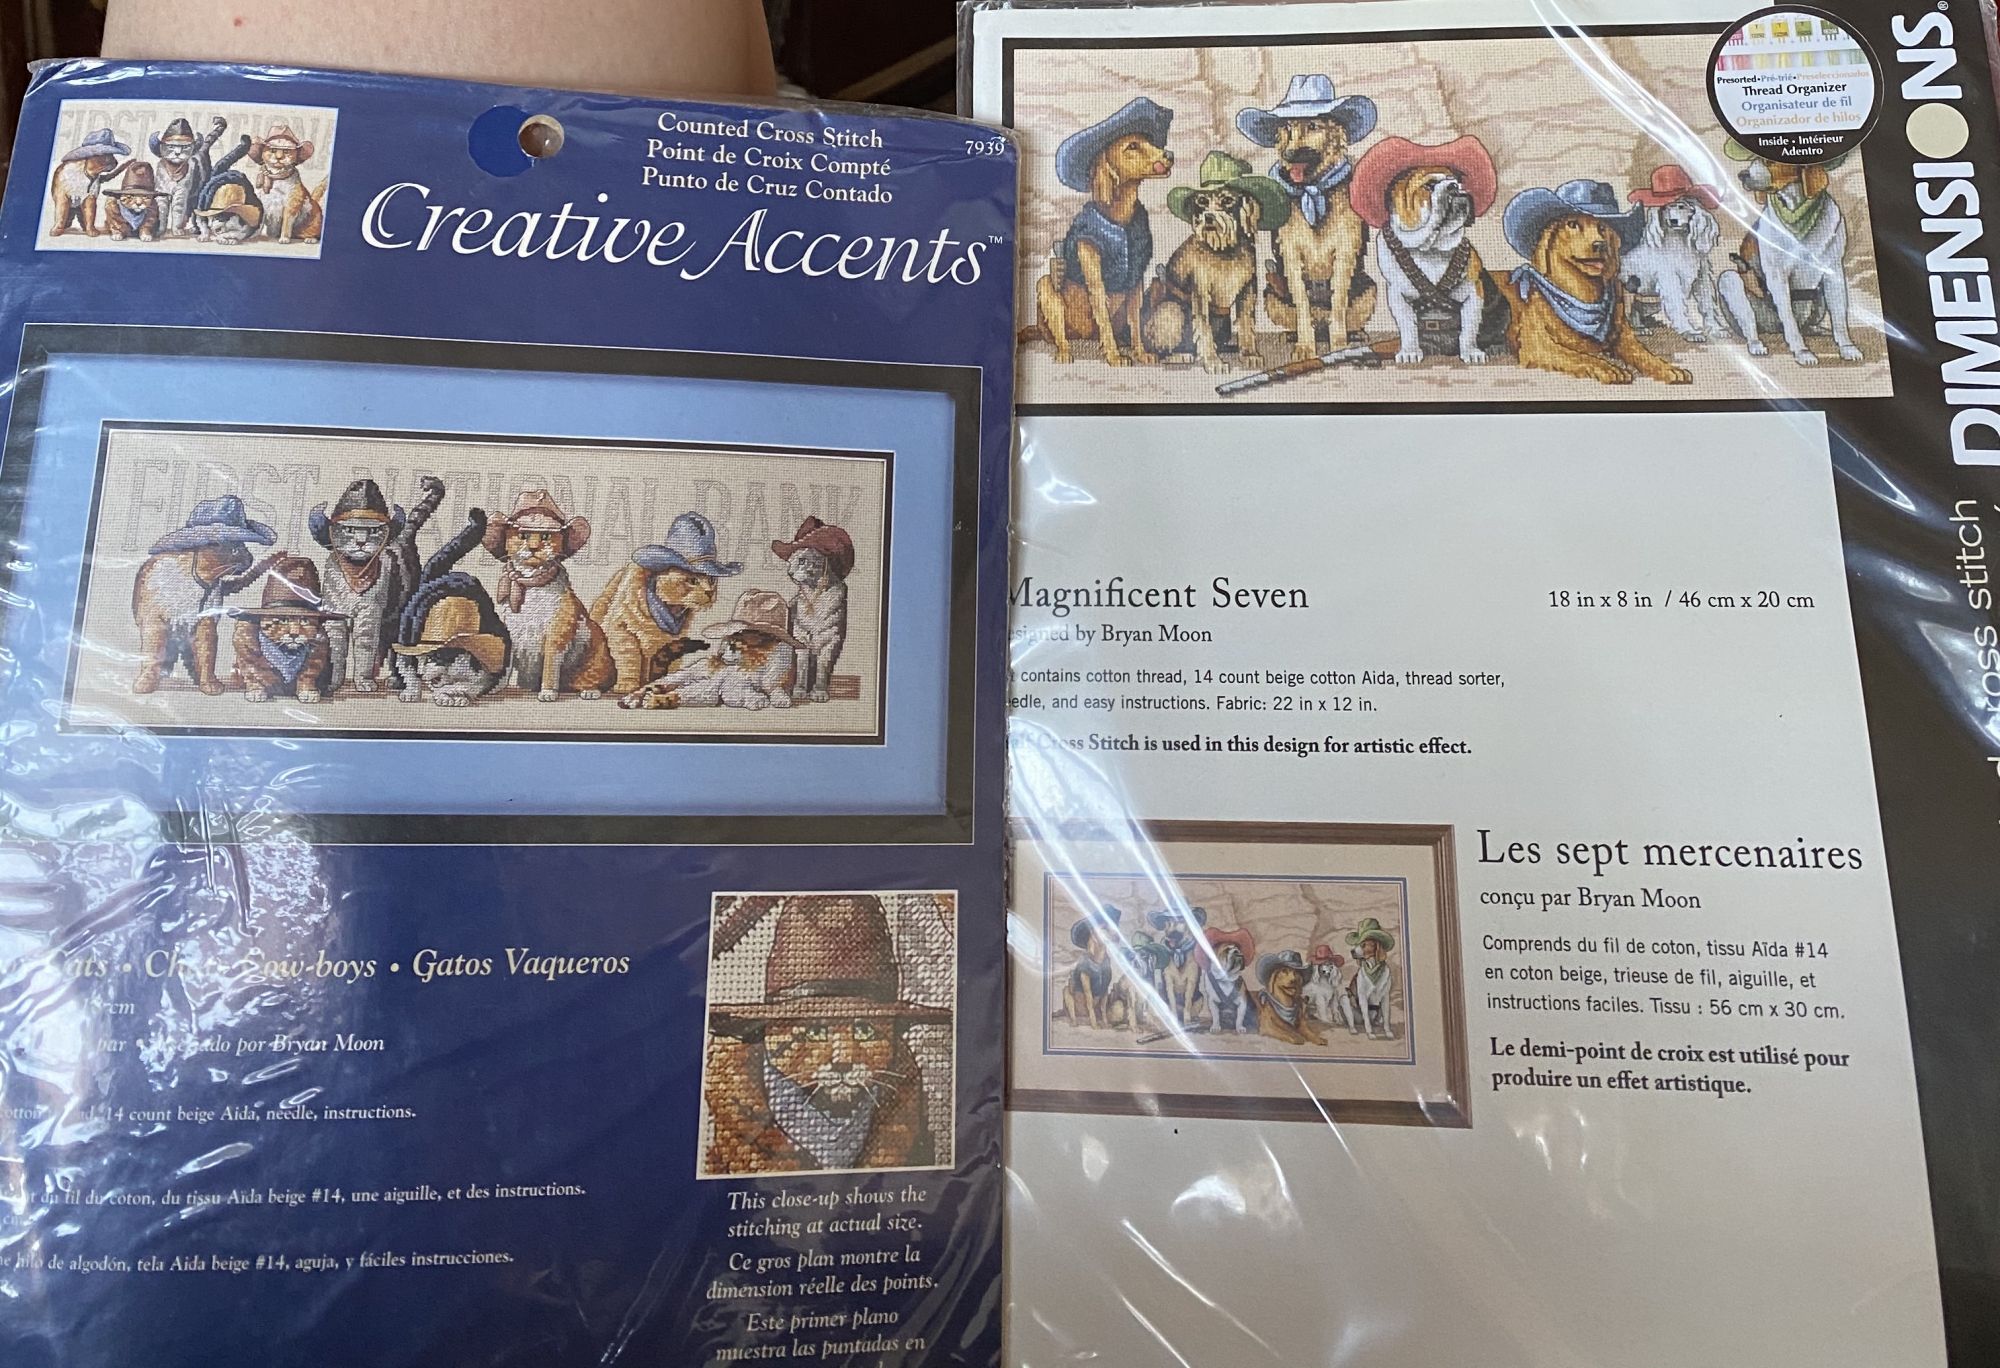 Counted Cross Stitch
Point de Croix Compté
Punto de Cruz Contado
7939
Creative Accents™
FIRST NATIONAL
FIRST NATIONAL BANK
Cats • Cow-boys • Gatos Vaqueros
18 cm
par • por Bryan Moon
14 count beige Aida, needle, instructions.
du fil du coton, du tissu Aïda beige #14, une aiguille, et des instructions.
hilo de algodón, tela Aida beige #14, aguja, y fáciles instrucciones.
This close-up shows the
stitching at actual size.
Ce gros plan montre la
dimension réelle des points.
Este primer plano
muestra las puntadas en
Presorted • Pré-trié • Preseleccionados
Thread Organizer
Organisateur de fil
Organizador de hilos
Inside • Intérieur
Adentro
DIMENSIONS®
cross stitch
Magnificent Seven
18 in x 8 in / 46 cm x 20 cm
by Bryan Moon
contains cotton thread, 14 count beige cotton Aida, thread sorter,
and easy instructions. Fabric: 22 in x 12 in.
Cross Stitch is used in this design for artistic effect.
Les sept mercenaires
conçu par Bryan Moon
Comprends du fil de coton, tissu Aïda #14
en coton beige, trieuse de fil, aiguille, et
instructions faciles. Tissu : 56 cm x 30 cm.
Le demi-point de croix est utilisé pour
produire un effet artistique.